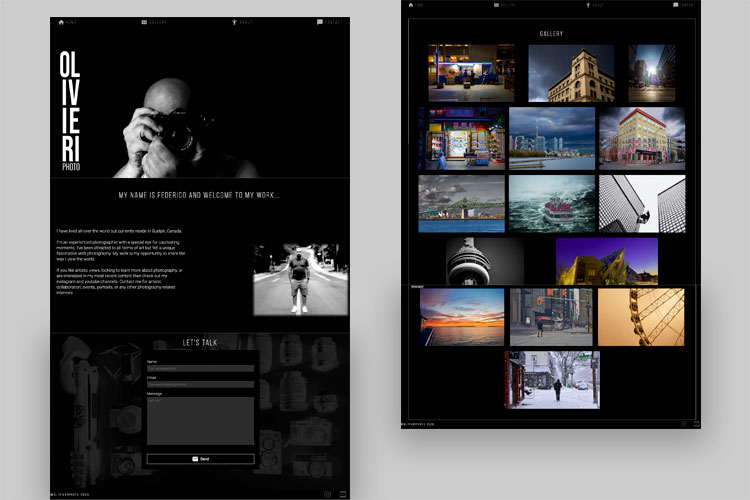 HOME
GALLERY
ABOUT
CONTACT
OL
IV
IE
RI
PHOTO
MY NAME IS FEDERICO AND WELCOME TO MY WORK...
I have lived all over the world but currently reside in Guelph, Canada.
I'm an experienced photographer with a special eye for captivating
moments. I've been attracted to all forms of art but felt a unique
fascination with photography. My work is my opportunity to share the
way I view the world.
If you like artistic views, looking to learn more about photography, or
are interested in my most recent content then check out my
instagram and youtube channels. Contact me for artistic
collaboration, events, portraits, or any other photography related
interests.
LET'S TALK
Name
Email
Message
Send
HOME
GALLERY
ABOUT
CONTACT
GALLERY